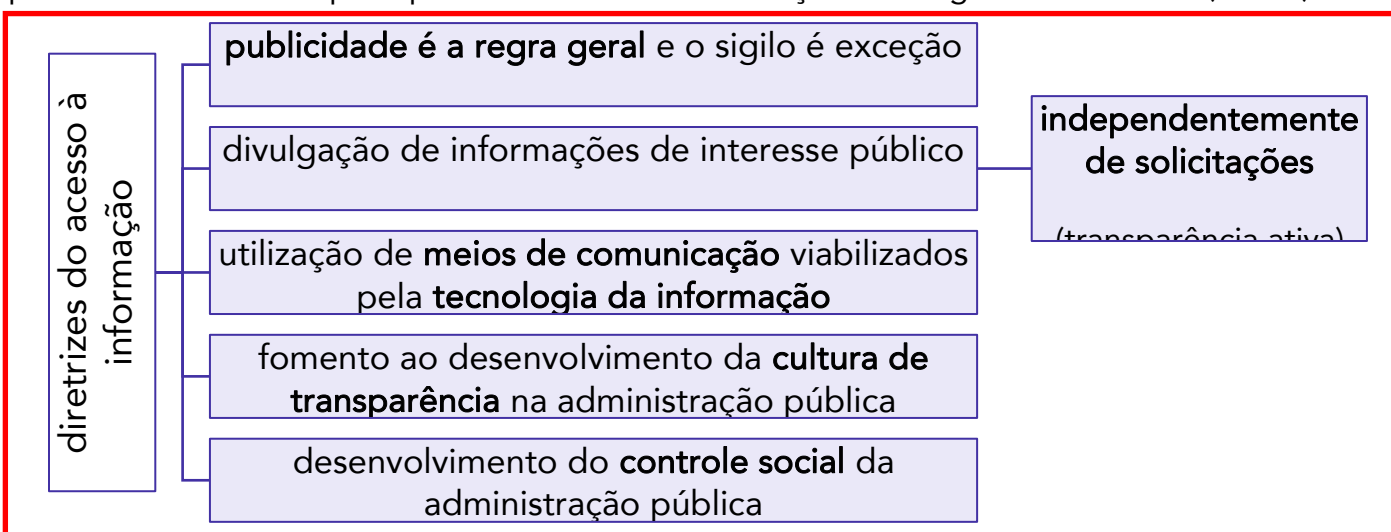 diretrizes do acesso à
informação
publicidade é a regra geral e o sigilo é exceção
divulgação de informações de interesse público
independentemente
de solicitações
(transparência ativa)
utilização de meios de comunicação viabilizados
pela tecnologia da informação
fomento ao desenvolvimento da cultura de
transparência na administração pública
desenvolvimento do controle social da
administração pública